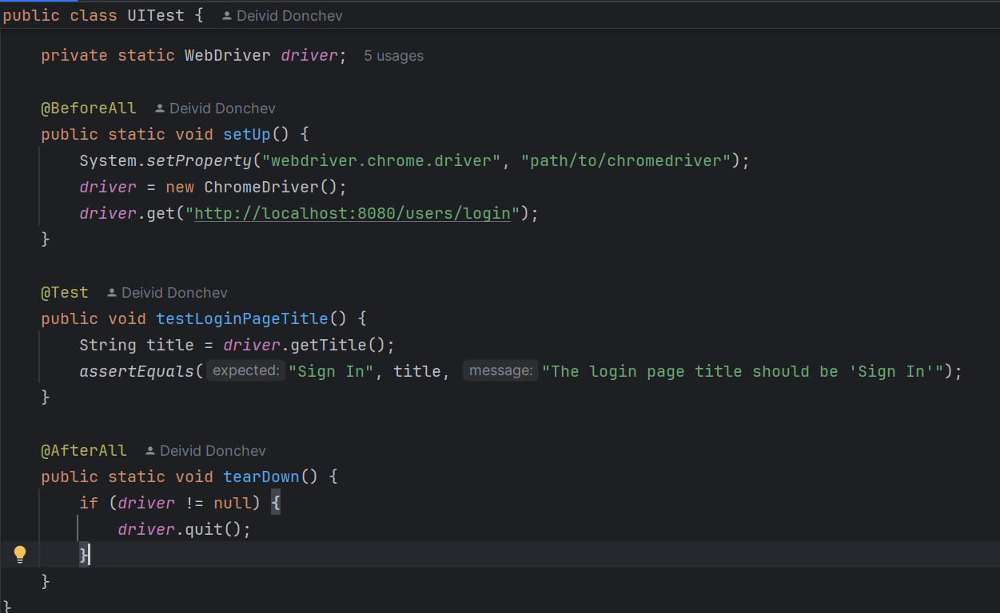 public class UITest { Deivid Donchev
private static WebDriver driver; 5 usages
@BeforeAll Deivid Donchev
public static void setUp() {
System.setProperty("webdriver.chrome.driver", "path/to/chromedriver");
driver = new ChromeDriver();
driver.get("http://localhost:8080/users/login");
}
@Test Deivid Donchev
public void testLoginPageTitle() {
String title = driver.getTitle();
assertEquals( expected: "Sign In", title, message: "The login page title should be 'Sign In'");
}
@AfterAll Deivid Donchev
public static void tearDown() {
if (driver != null) {
driver.quit();
}
}
}